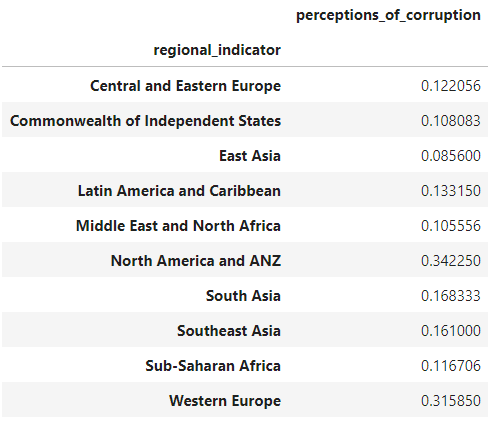 perceptions_of_corruption
regional_indicator
Central and Eastern Europe 0.122056
Commonwealth of Independent States 0.108083
East Asia 0.085600
Latin America and Caribbean 0.133150
Middle East and North Africa 0.105556
North America and ANZ 0.342250
South Asia 0.168333
Southeast Asia 0.161000
Sub-Saharan Africa 0.116706
Western Europe 0.315850